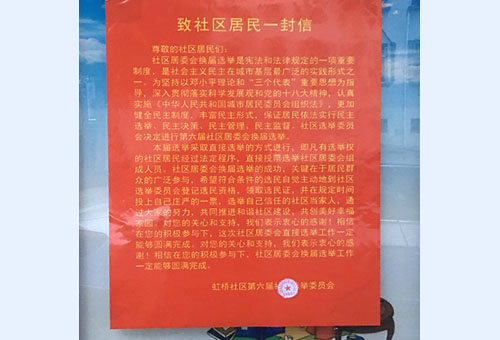 致社区居民一封信
尊敬的社区居民们：
社区居委会换届选举是宪法和法律规定的一项重要
制度，是社会主义民主在城市基层最广泛的实践形式之
一。为坚持以邓小平理论和“三个代表”重要思想为指
导，深入贯彻落实科学发展观和党的十八大精神，认真
实施《中华人民共和国城市居民委员会组织法》，更加
健全民主制度，丰富民主形式，保证居民依法实行民主
选举、民主决策、民主管理、民主监督。社区选举委员
会决定进行第六届社区居委会换届选举。
本届选举采取直接选举的方式进行，即凡有选举权
的社区居民经过法定程序，直接投票选举社区居委会组
成人员。社区居委会换届选举的成功，关键在于居民群
众的广泛参与，希望符合条件的选民自觉主动地到社区
选举委员会登记选民资格，领取选民证，并在规定时间
投上自己庄严的一票，选举自己信任的社区当家人，通
过大家的努力，共同推进和谐社区建设，共创美好幸福
家园。对您的关心和支持，我们表示衷心的感谢！相信
在您的积极参与下，这次社区居委会直接选举工作一定
能够圆满完成。对您的关心和支持，我们表示衷心的感
谢！相信在您的积极参与下，社区居委会换届选举工作
一定能够圆满完成。
虹桥社区第六届社 举委员会